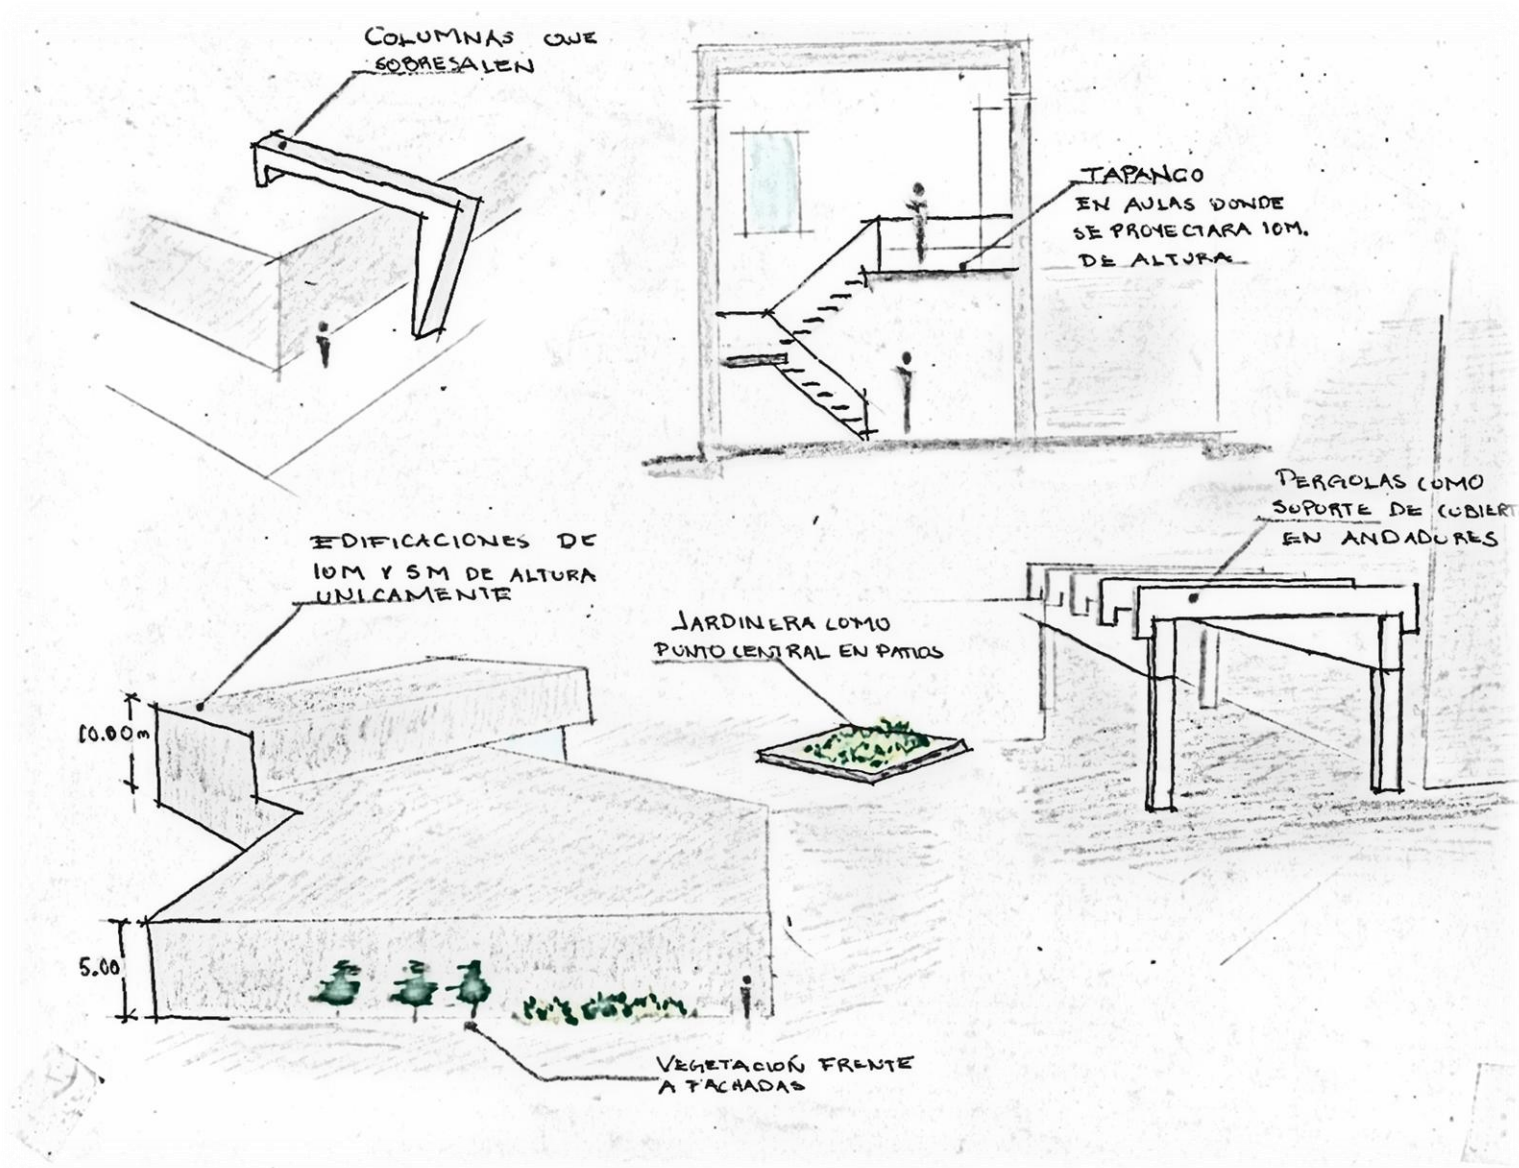 COLUMNAS QUE
SOBRESALEN
TAPANCO
EN AULAS DONDE
SE PROYECTARA 10M.
DE ALTURA
PERGOLAS COMO
SUPORTE DE CUBIERT
EN ANDADORES
EDIFICACIONES DE
10M Y 5M DE ALTURA
UNICAMENTE
JARDINERA COMO
PUNTO CENTRAL EN PATIOS
10.00m
5.00
VEGETACIÓN FRENTE
A FACHADAS